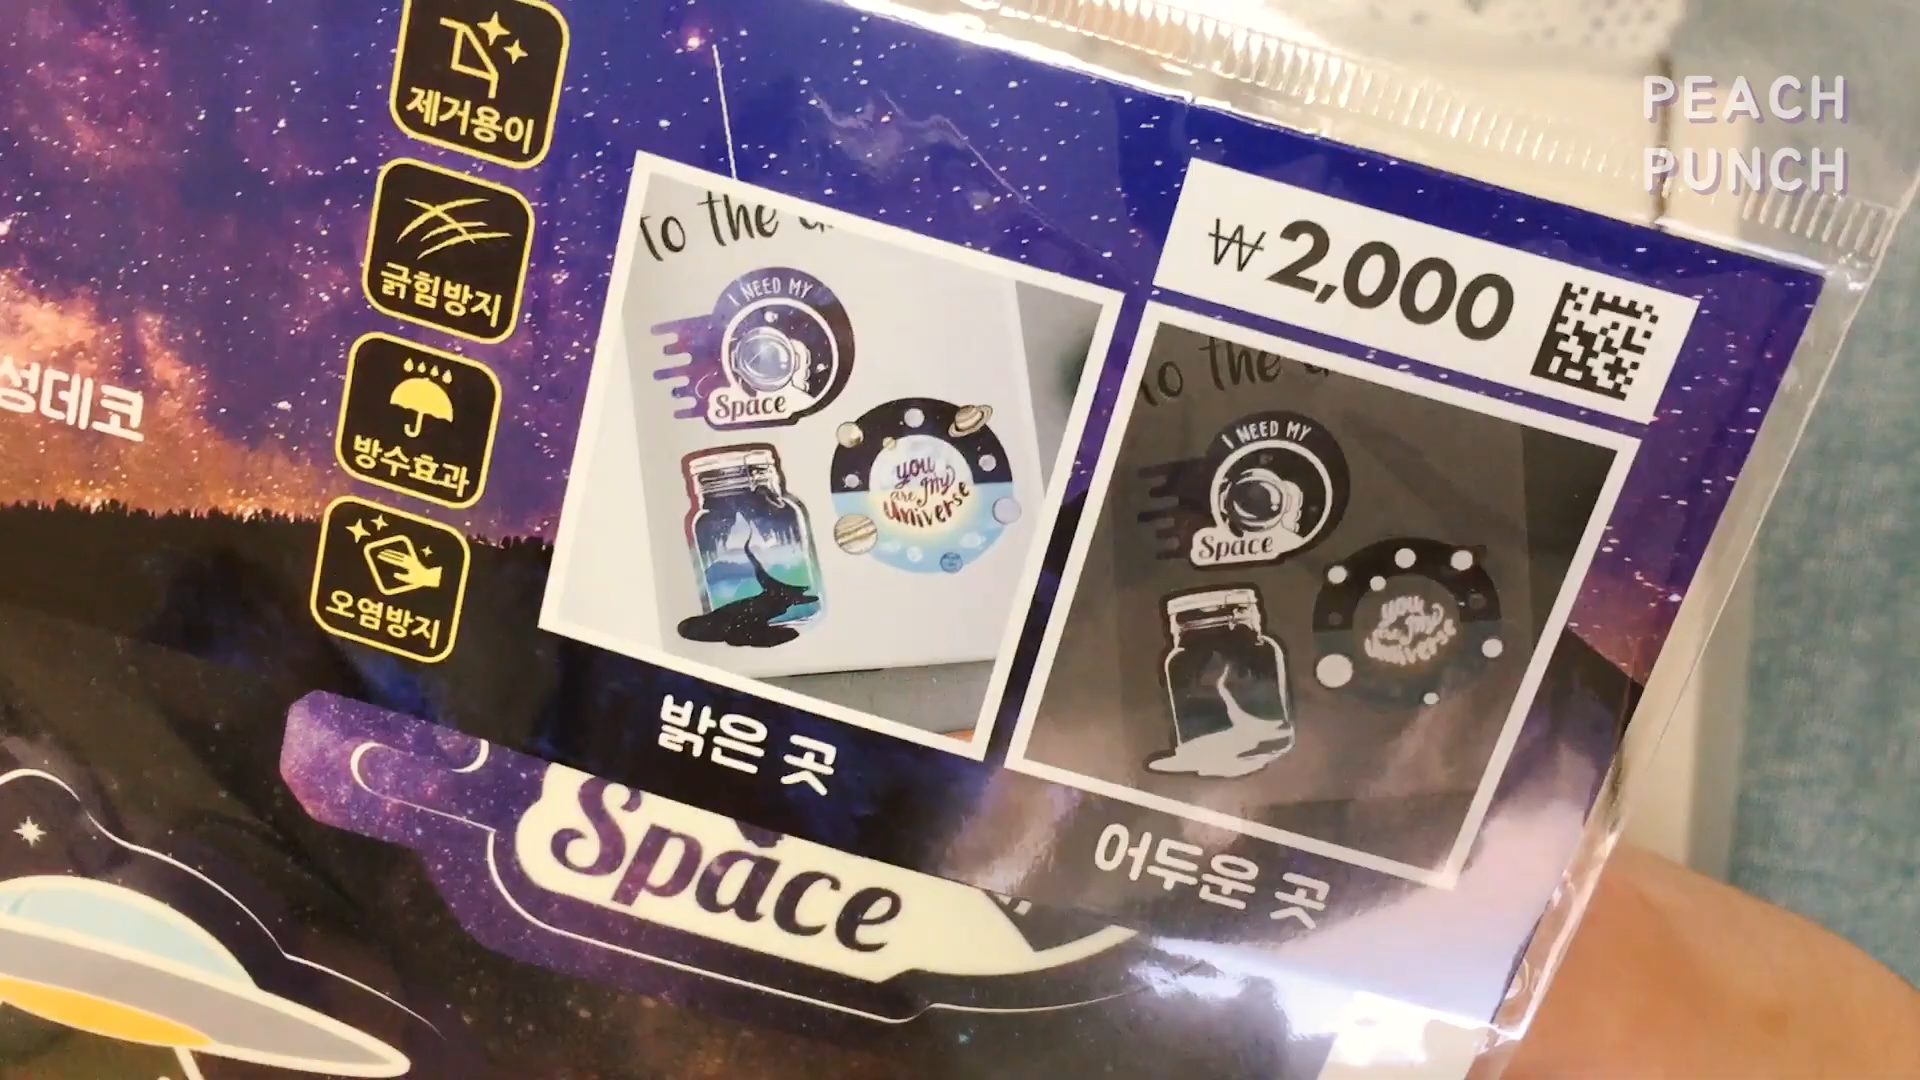 PEACH
PUNCH
제거용이
긁힘방지
방수효과
오염방지
성데코
To the
I NEED MY
Space
you
are My
Universe
밝은 곳
₩2,000
To the
I NEED MY
Space
you
are My
Universe
어두운 곳
Space